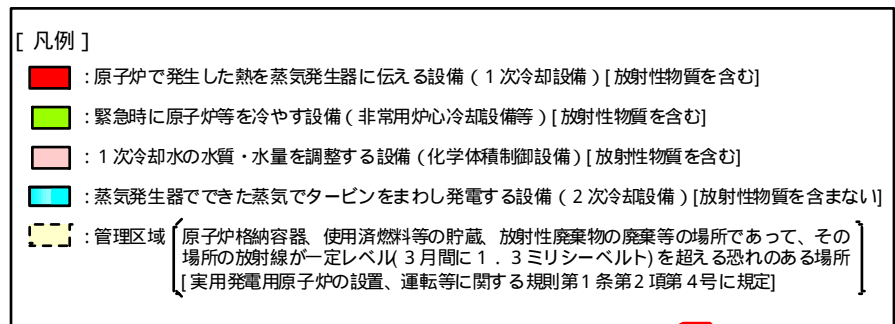 [ 凡例 ]
：原子炉で発生した熱を蒸気発生器に伝える設備（１次冷却設備）[放射性物質を含む]
：緊急時に原子炉等を冷やす設備（非常用炉心冷却設備等）[放射性物質を含む]
：１次冷却水の水質・水量を調整する設備（化学体積制御設備）[放射性物質を含む]
：蒸気発生器でできた蒸気でタービンをまわし発電する設備（２次冷却設備）[放射性物質を含まない]
：管理区域 原子炉格納容器、使用済燃料等の貯蔵、放射性廃棄物の廃棄等の場所であって、その
場所の放射線が一定レベル(３月間に１．３ミリシーベルト)を超える恐れのある場所
[実用発電用原子炉の設置、運転等に関する規則第１条第２項第４号に規定]